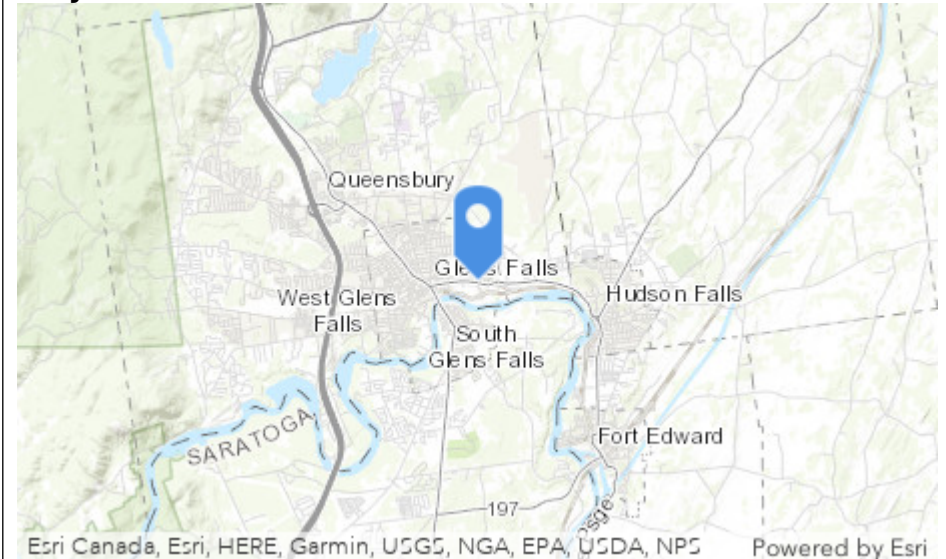 Queensbury
Glens Falls
Hudson Falls
West Glens
Falls
South
Glens Falls
SARATOGA
Fort Edward
197
Esri Canada, Esri, HERE, Garmin, USGS, NGA, EPA, USDA, NPS
Powered by Esri